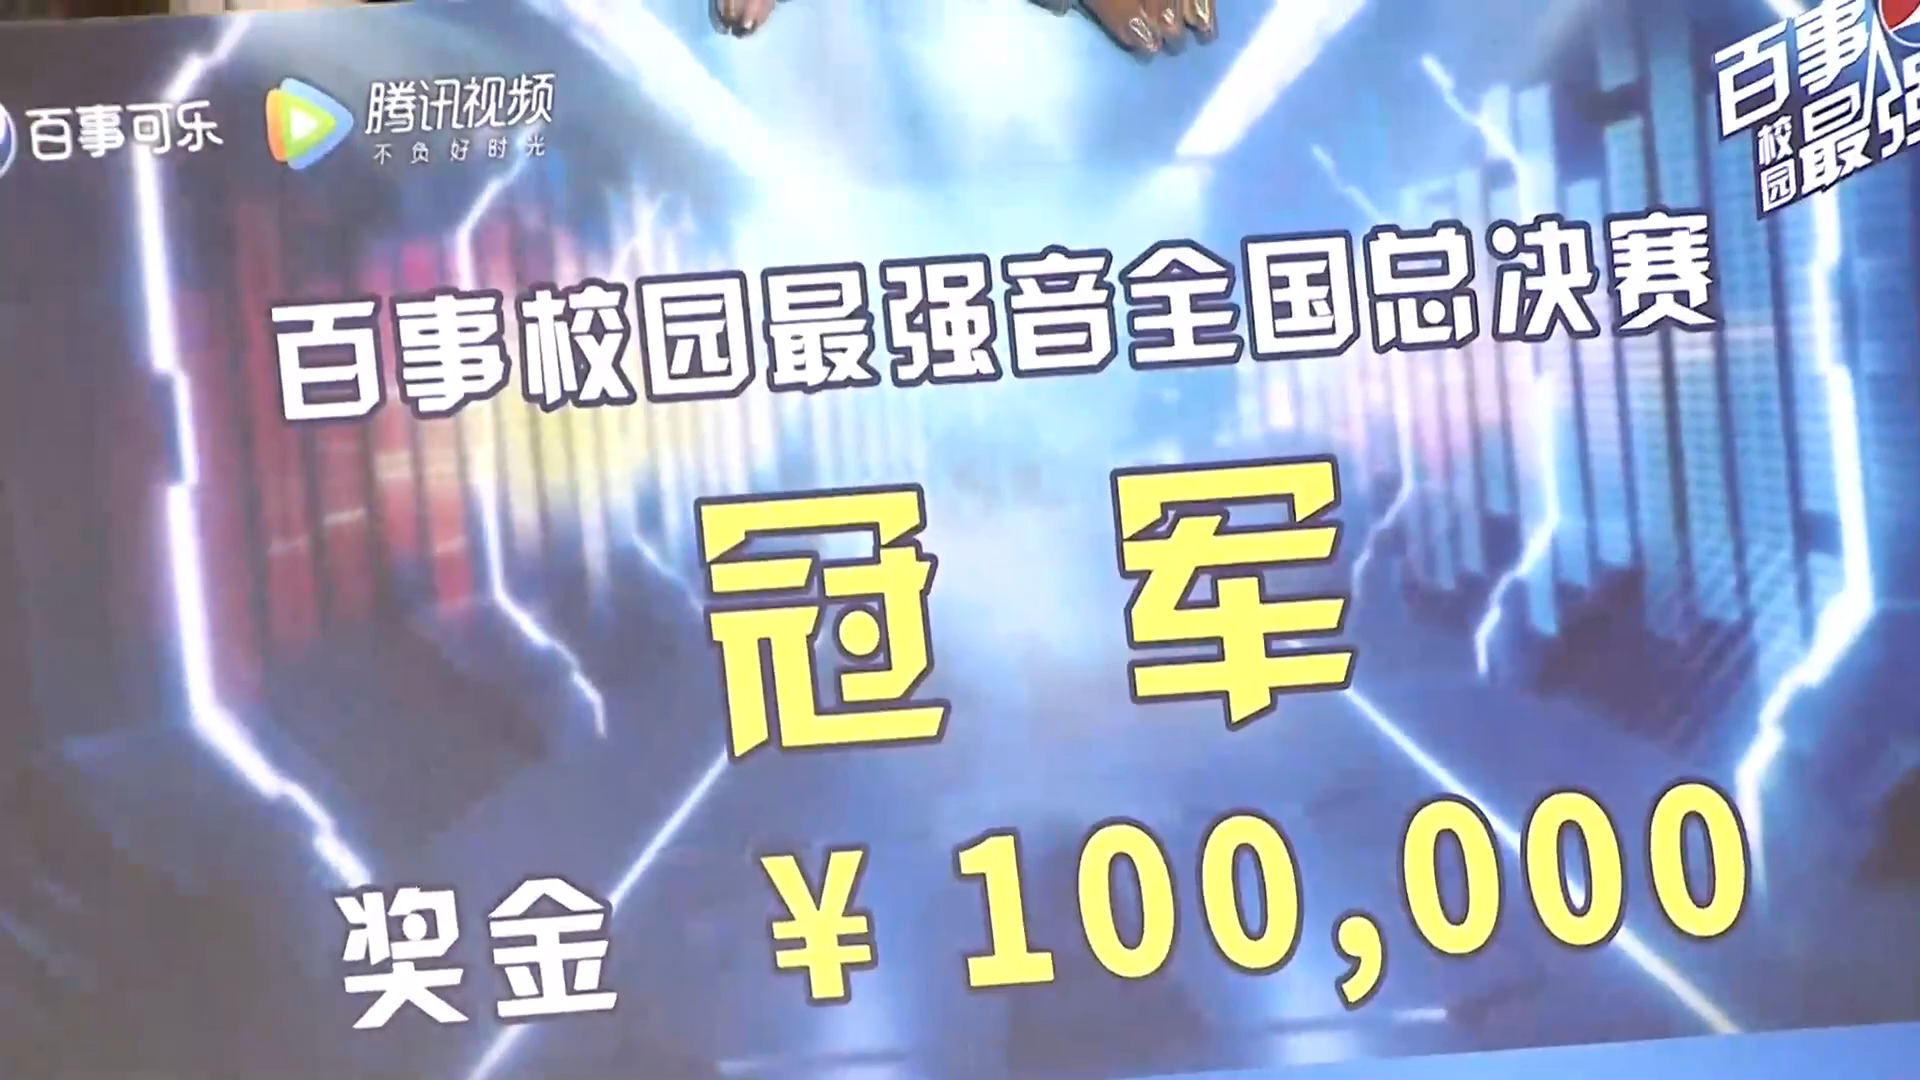 百事可乐
腾讯视频
不负好时光
百事
校园
最强
百事校园最强音全国总决赛
冠军
奖金 ¥100,000